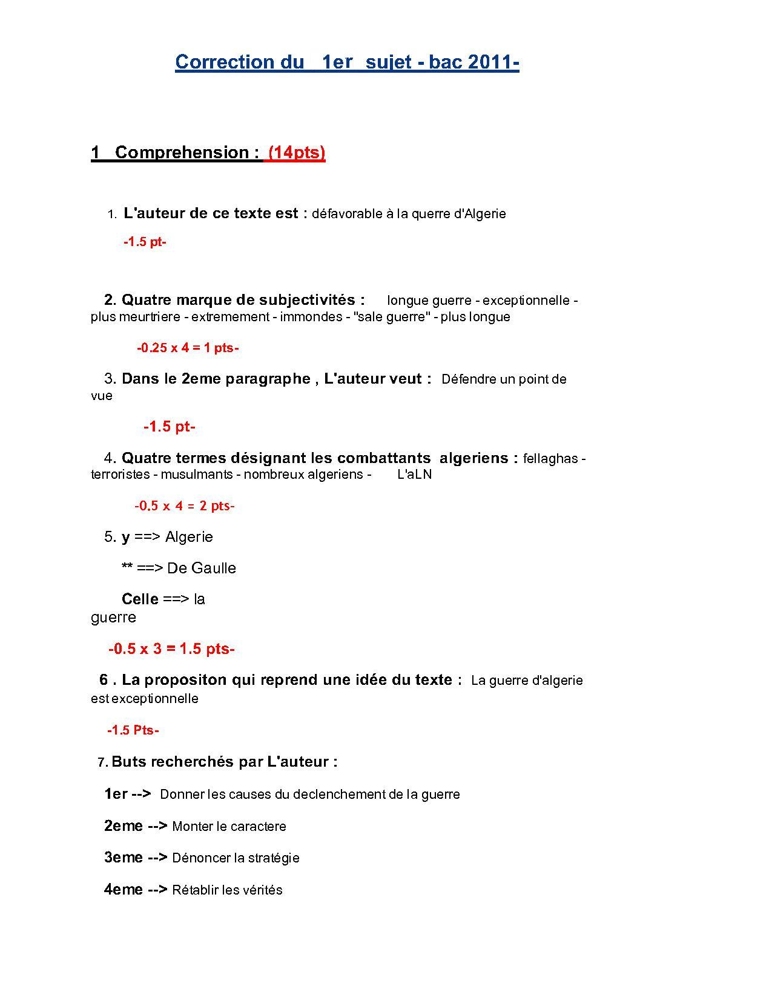 Correction du 1er sujet - bac 2011-
1 Comprehension : (14pts)
1. L'auteur de ce texte est : défavorable à la querre d'Algerie
-1.5 pt-
2. Quatre marque de subjectivités : longue guerre - exceptionnelle -
plus meurtriere - extremement - immondes - "sale guerre" - plus longue
-0.25 x 4 = 1 pts-
3. Dans le 2eme paragraphe , L'auteur veut : Défendre un point de
vue
-1.5 pt-
4. Quatre termes désignant les combattants algeriens : fellaghas -
terroristes - musulmants - nombreux algeriens - L'aLN
-0.5 x 4 = 2 pts-
5. y ==> Algerie
** ==> De Gaulle
Celle ==> la
guerre
-0.5 x 3 = 1.5 pts-
6 . La propositon qui reprend une idée du texte : La guerre d'algerie
est exceptionnelle
-1.5 Pts-
7. Buts recherchés par L'auteur :
1er --> Donner les causes du declenchement de la guerre
2eme --> Monter le caractere
3eme --> Dénoncer la stratégie
4eme --> Rétablir les vérités